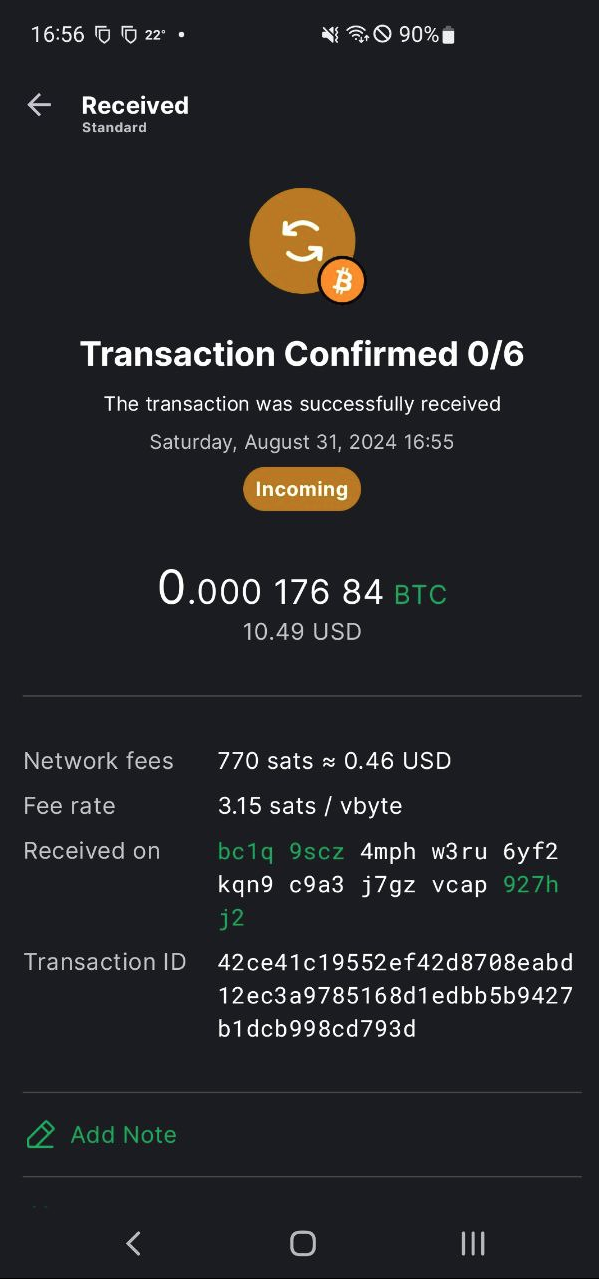 16:56 22° 90%
Received
Standard
Transaction Confirmed 0/6
The transaction was successfully received
Saturday, August 31, 2024 16:55
Incoming
0.000 176 84 BTC
10.49 USD
Network fees 770 sats ≈ 0.46 USD
Fee rate 3.15 sats / vbyte
Received on bc1q 9scz 4mph w3ru 6yf2
kqn9 c9a3 j7gz vcap 927h
j2
Transaction ID 42ce41c19552ef42d8708eabd
12ec3a9785168d1edbb5b9427
b1dcb998cd793d
Add Note